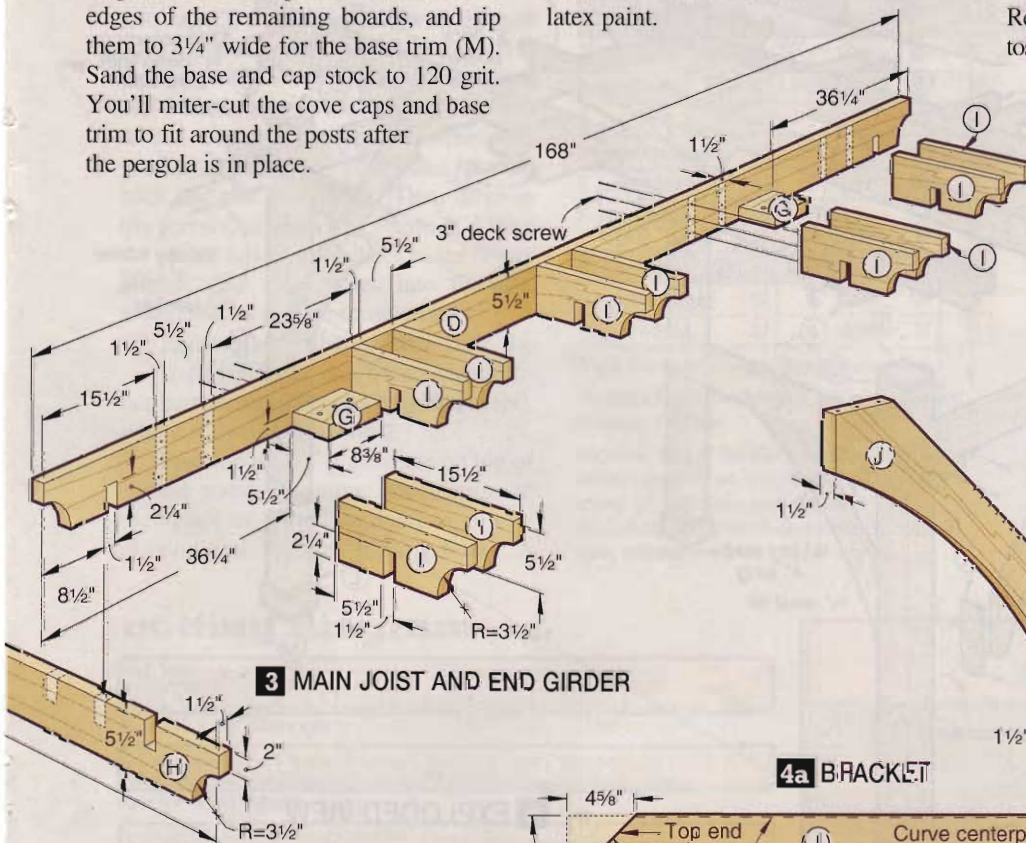 edges of the remaining boards, and rip
them to 3¼" wide for the base trim (M).
Sand the base and cap stock to 120 grit.
You'll miter-cut the cove caps and base
trim to fit around the posts after
the pergola is in place.
latex paint.
168"
36¼"
1½"
3" deck screw
5½"
1½"
5½"
23⅝"
1½"
5½"
1½"
15½"
D
G
I
I
I
I
I
I
I
I
G
1½"
5½"
8⅜"
15½"
2¼"
1½"
8½"
36¼"
2¼"
5½"
1½"
5½"
R=3½"
I
I
3 MAIN JOIST AND END GIRDER
1½"
5½"
2"
H
R=3½"
J
1½"
1½"
4a BRACKET
4⅝"
Top end
J